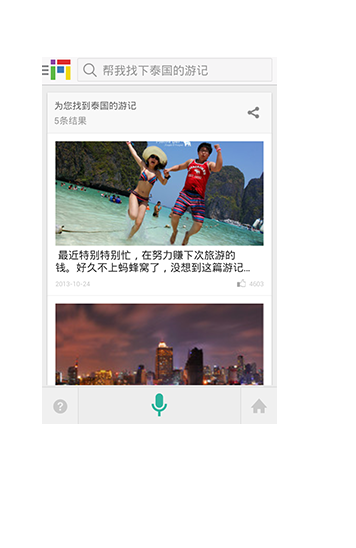 帮我找下泰国的游记
为您找到泰国的游记
5条结果
最近特别特别忙，在努力赚下次旅游的
钱。好久不上蚂蜂窝了，没想到这篇游记...
2013-10-24
4603
?